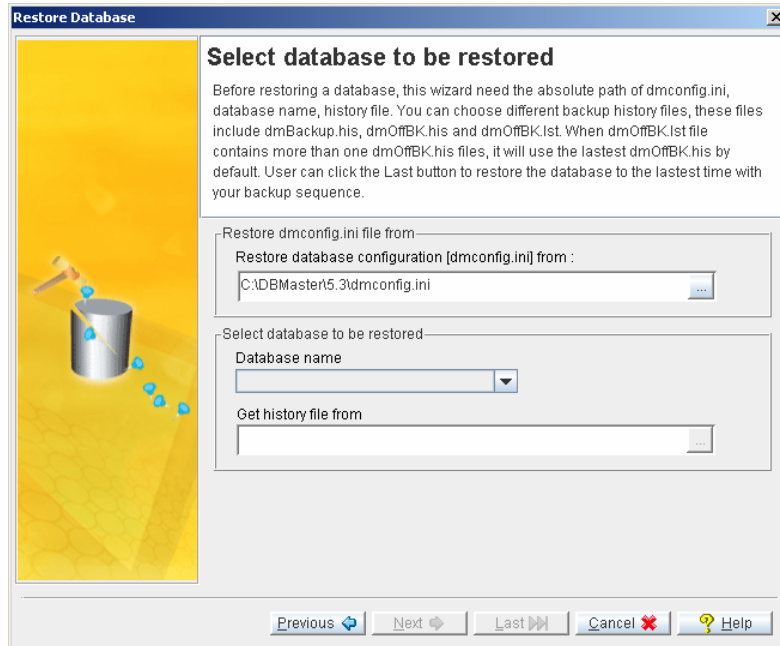 Restore Database
Select database to be restored
Before restoring a database, this wizard need the absolute path of dmconfig.ini,
database name, history file. You can choose different backup history files, these files
include dmBackup.his, dmOffBK.his and dmOffBK.lst. When dmOffBK.lst file
contains more than one dmOffBK.his files, it will use the lastest dmOffBK.his by
default. User can click the Last button to restore the database to the lastest time with
your backup sequence.
Restore dmconfig.ini file from
Restore database configuration [dmconfig.ini] from :
C:\DBMaster\5.3\dmconfig.ini
...
Select database to be restored
Database name
Get history file from
...
Previous Next Last Cancel Help